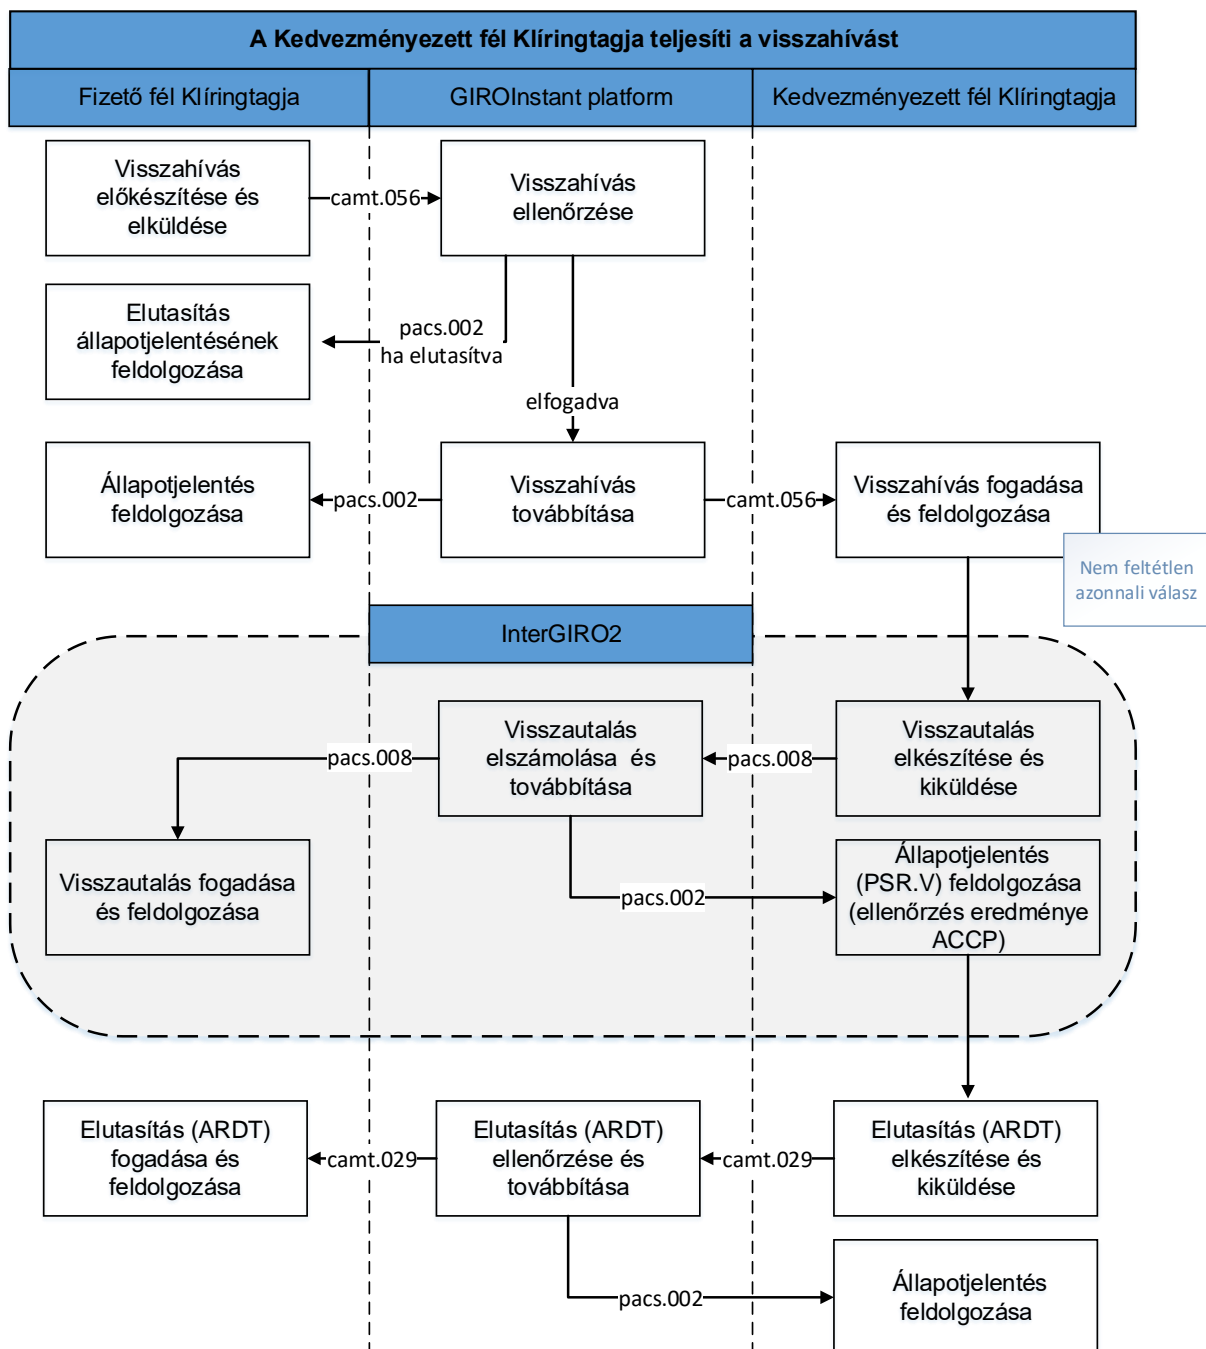 A Kedvezményezett fél Klíringtagja teljesíti a visszahívást
Fizető fél Klíringtagja
GIROInstant platform
Kedvezményezett fél Klíringtagja
Visszahívás
előkészítése és
elküldése
camt.056
Visszahívás
ellenőrzése
Elutasítás
állapotjelentésének
feldolgozása
pacs.002
ha elutasítva
elfogadva
Állapotjelentés
feldolgozása
pacs.002
Visszahívás
továbbítása
camt.056
Visszahívás fogadása
és feldolgozása
Nem feltétlen
azonnali válasz
InterGIRO2
pacs.008
Visszautalás
elszámolása és
továbbítása
pacs.008
Visszautalás
elkészítése és
kiküldése
Visszautalás fogadása
és feldolgozása
pacs.002
Állapotjelentés
(PSR.V) feldolgozása
(ellenőrzés eredménye
ACCP)
Elutasítás (ARDT)
fogadása és
feldolgozása
camt.029
Elutasítás (ARDT)
ellenőrzése és
továbbítása
camt.029
Elutasítás (ARDT)
elkészítése és
kiküldése
pacs.002
Állapotjelentés
feldolgozása